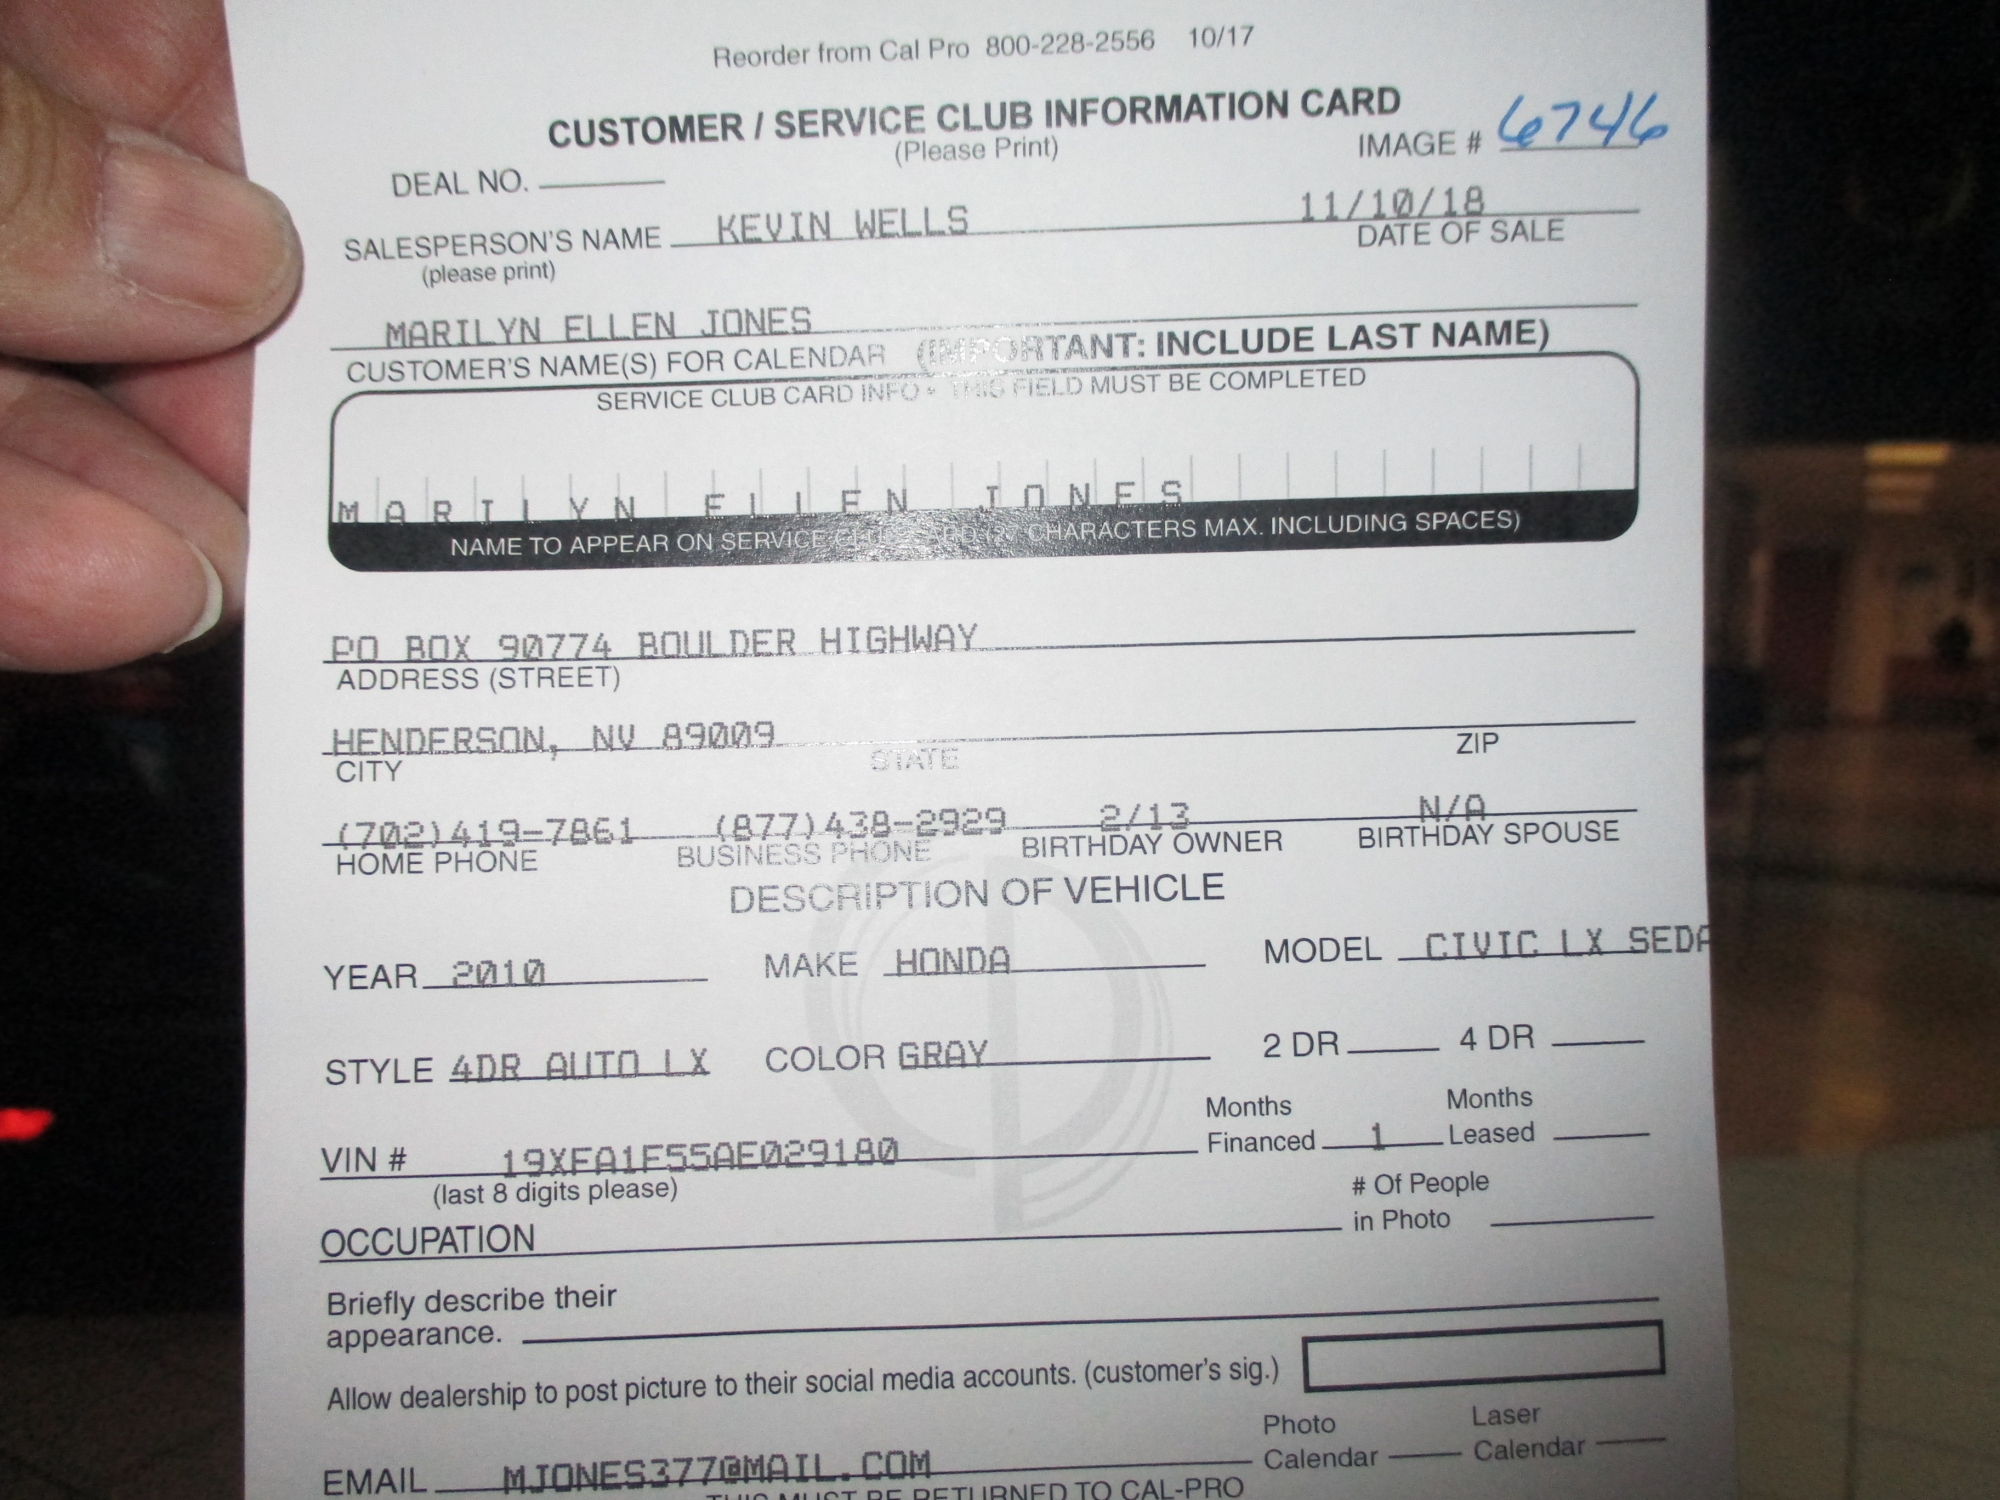 Reorder from Cal Pro 800-228-2556 10/17
CUSTOMER / SERVICE CLUB INFORMATION CARD
(Please Print)
IMAGE # 6746
DEAL NO.
SALESPERSON'S NAME KEVIN WELLS 11/10/18
(please print) DATE OF SALE
MARILYN ELLEN JONES
CUSTOMER'S NAME(S) FOR CALENDAR (IMPORTANT: INCLUDE LAST NAME)
SERVICE CLUB CARD INFO - THIS FIELD MUST BE COMPLETED
MARILYN ELLEN JONES
NAME TO APPEAR ON SERVICE CLUB CARD (27 CHARACTERS MAX. INCLUDING SPACES)
PO BOX 90774 BOULDER HIGHWAY
ADDRESS (STREET)
HENDERSON, NV 89009
CITY STATE ZIP
(702)419-7861 (877)438-2929 2/13 N/A
HOME PHONE BUSINESS PHONE BIRTHDAY OWNER BIRTHDAY SPOUSE
DESCRIPTION OF VEHICLE
YEAR 2010 MAKE HONDA MODEL CIVIC LX SEDA
STYLE 4DR AUTO LX COLOR GRAY 2 DR 4 DR
Months Financed 1 Months Leased
VIN # 19XFA1F55AE029180
(last 8 digits please)
# Of People in Photo
OCCUPATION
Briefly describe their
appearance.
Allow dealership to post picture to their social media accounts. (customer's sig.)
Photo Calendar Laser Calendar
EMAIL MJONES377@MAIL.COM
THIS MUST BE RETURNED TO CAL-PRO